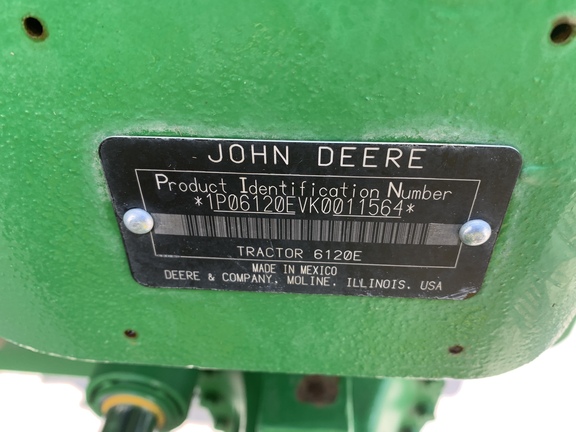 JOHN DEERE
Product Identification Number
*1P06120EVK0011564*
TRACTOR 6120E
MADE IN MEXICO
DEERE & COMPANY, MOLINE, ILLINOIS, USA